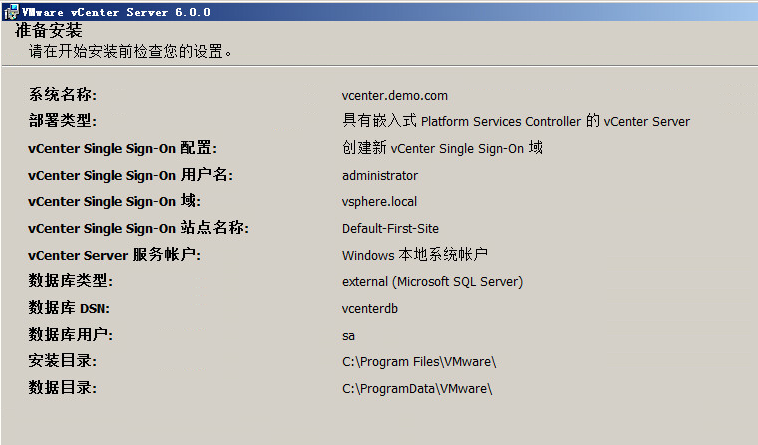 VMware vCenter Server 6.0.0
准备安装
请在开始安装前检查您的设置。
系统名称: vcenter.demo.com
部署类型: 具有嵌入式 Platform Services Controller 的 vCenter Server
vCenter Single Sign-On 配置: 创建新 vCenter Single Sign-On 域
vCenter Single Sign-On 用户名: administrator
vCenter Single Sign-On 域: vsphere.local
vCenter Single Sign-On 站点名称: Default-First-Site
vCenter Server 服务帐户: Windows 本地系统帐户
数据库类型: external (Microsoft SQL Server)
数据库 DSN: vcenterdb
数据库用户: sa
安装目录: C:\Program Files\VMware\
数据目录: C:\ProgramData\VMware\